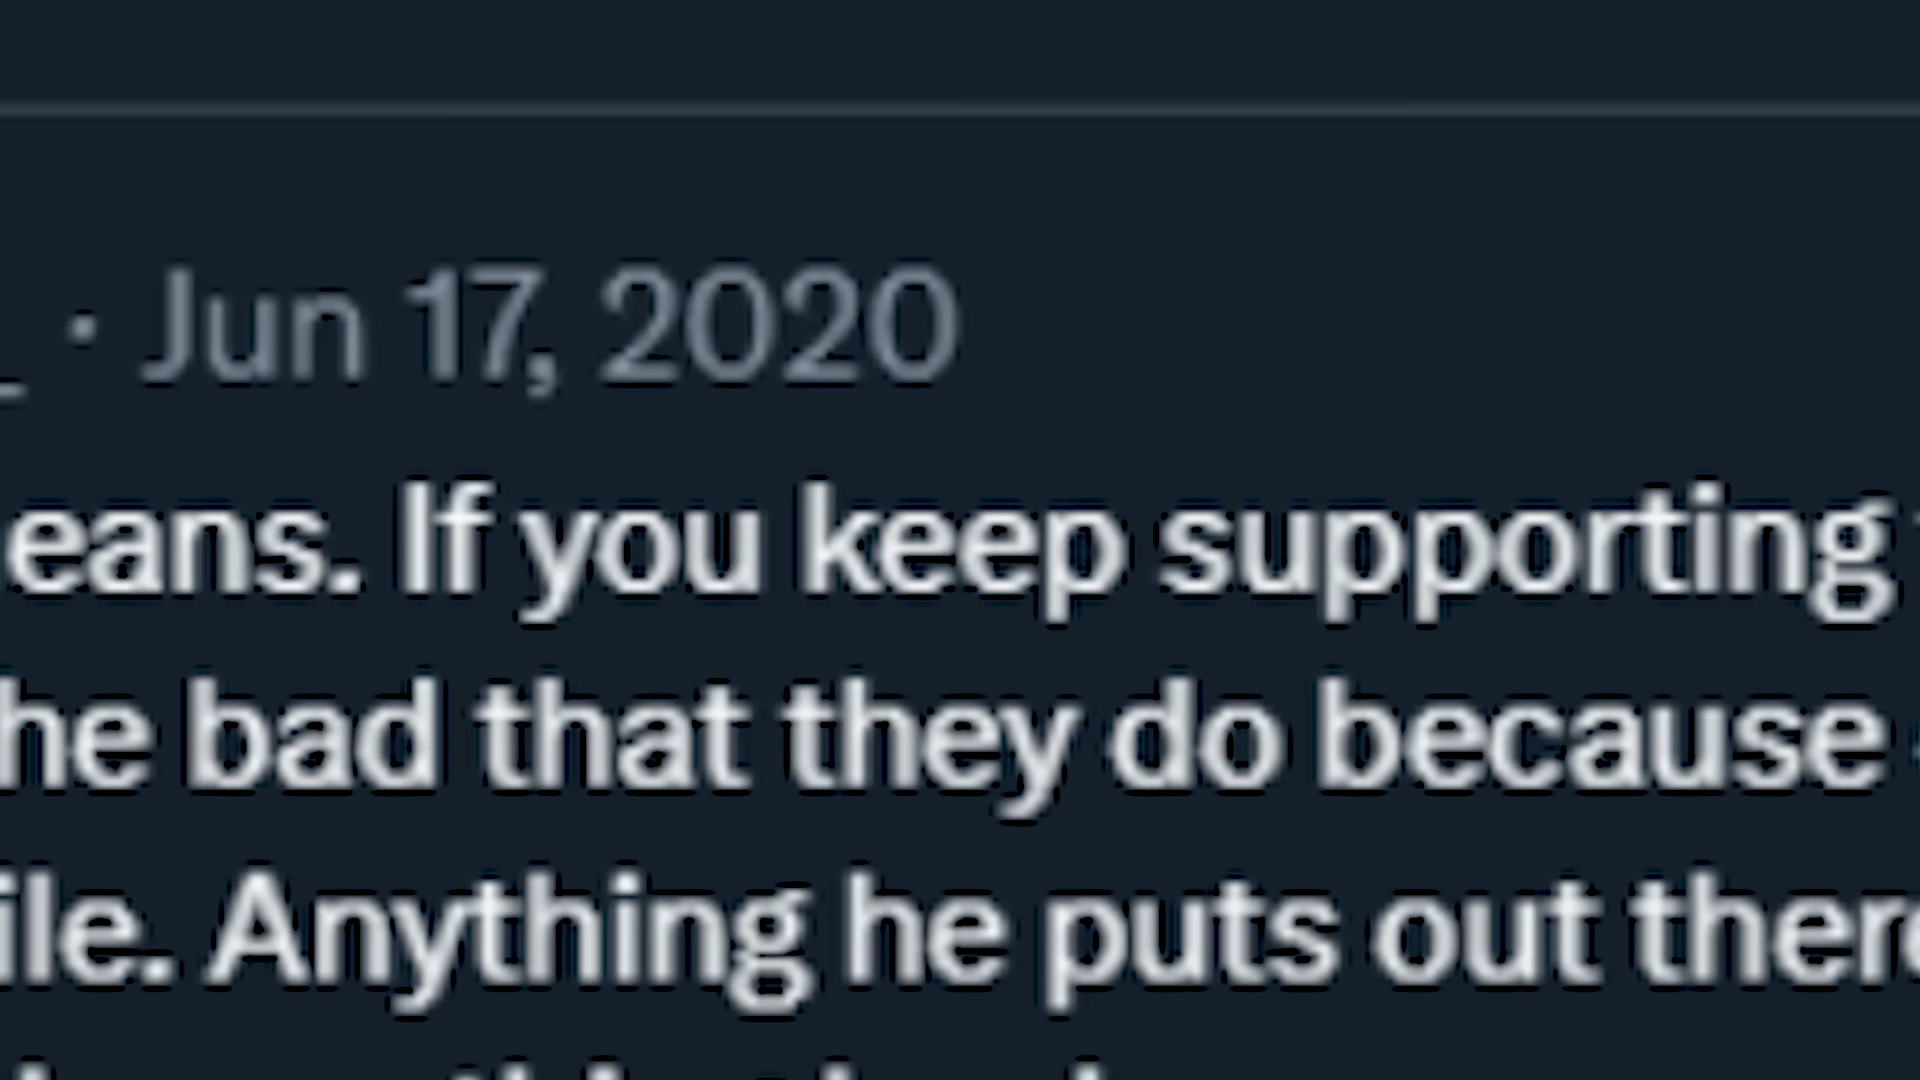 _ · Jun 17, 2020
eans. If you keep supporting
he bad that they do because
ile. Anything he puts out there